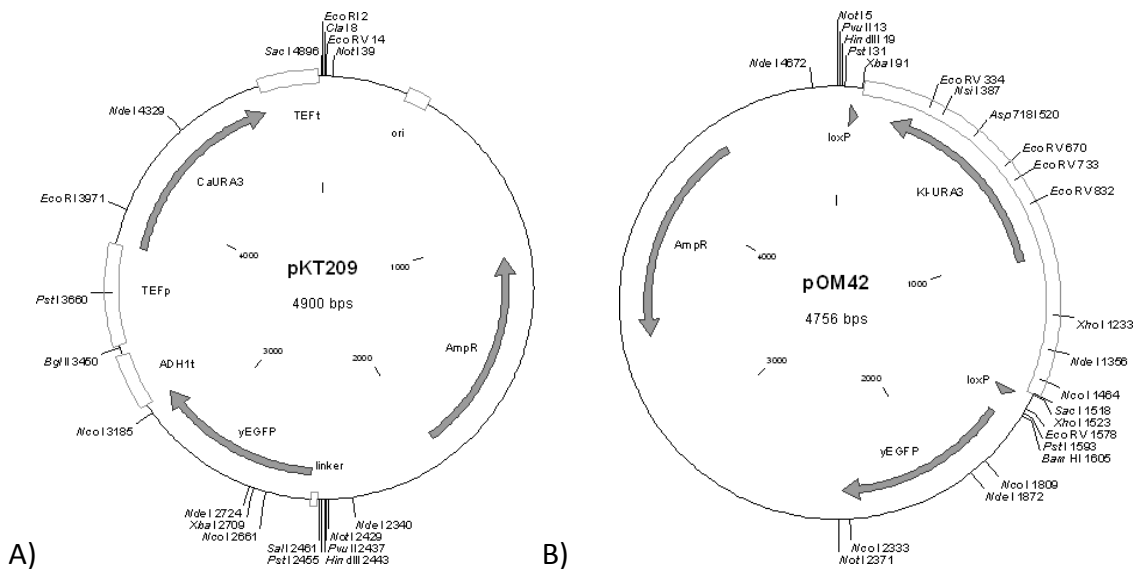 EcoRI 2
ClaI 8
EcoRV 14
SacI 4896
NotI 39
TEFt
ori
NdeI 4329
CaURA3
EcoRI 3971
4000
pKT209
4900 bps
1000
PstI 3660
TEFp
AmpR
BglII 3450
ADH1t
3000
2000
NcoI 3185
yEGFP
linker
NdeI 2724
XbaI 2709
NcoI 2661
NdeI 2340
NotI 2429
SalI 2461
PvuII 2437
PstI 2455
HindIII 2443
A)
NotI 5
PvuII 13
HindIII 19
PstI 31
NdeI 4672
XbaI 91
EcoRV 334
NsiI 387
Asp718I 520
loxP
EcoRV 670
EcoRV 733
EcoRV 832
KlURA3
AmpR
4000
pOM42
4756 bps
1000
XhoI 1233
3000
2000
NdeI 1356
loxP
NcoI 1464
SacI 1518
XhoI 1523
EcoRV 1578
PstI 1593
BamHI 1605
yEGFP
NcoI 1809
NdeI 1872
NcoI 2333
NotI 2371
B)